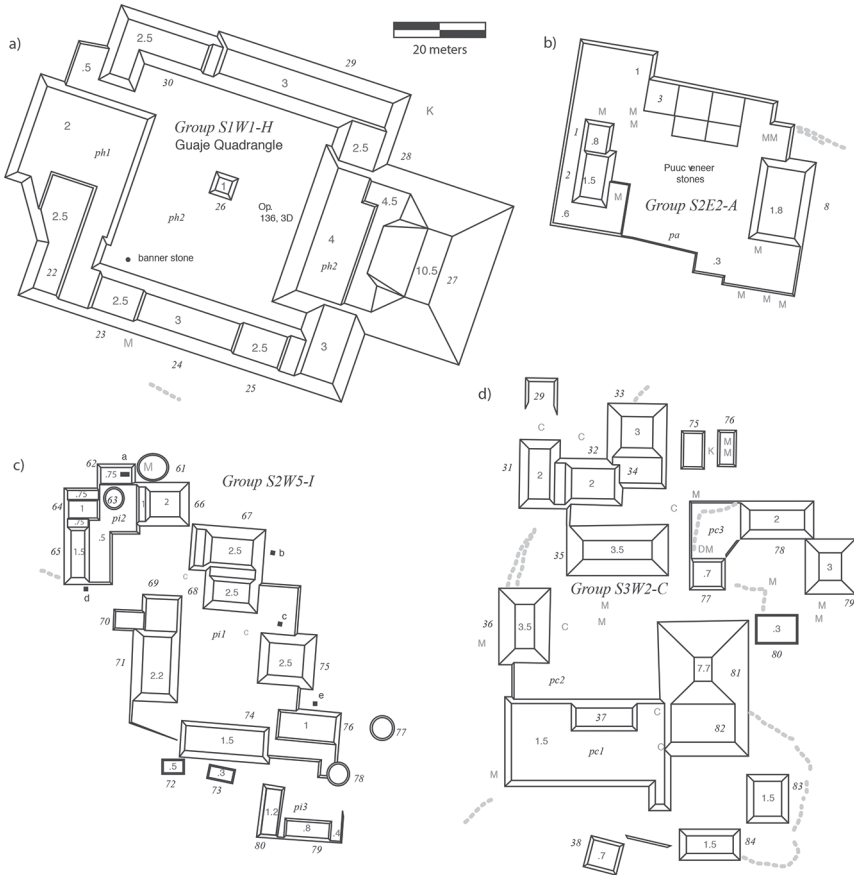 a)
20 meters
b)
2.5
29
.5
30
3
K
2
Group S1W1-H
Guaje Quadrangle
2.5
28
ph1
1
26
Op.
136, 3D
4.5
ph2
4
ph2
10.5
27
2.5
22
banner stone
2.5
3
23
M
2.5
3
24
25
1
3
M
M
M
MM
1
.8
Puuc veneer
stones
2
1.5
M
Group S2E2-A
1.8
8
.6
pa
M
.3
M
M
M
M
c)
a
62
.75
M
61
Group S2W5-I
.75
63
64
1
pi2
1
2
66
.75
67
65
1.5
.5
2.5
b
c
d
69
68
2.5
70
pi1
c
c
71
2.2
2.5
75
e
74
76
1
1.5
77
.5
.3
78
72
73
1.2
pi3
.8
.4
80
79
d)
29
33
C
C
3
75
76
31
32
K
M
M
2
2
34
M
C
pc3
2
35
3.5
DM
78
3
.7
M
Group S3W2-C
77
79
36
M
M
M
M
3.5
C
.3
80
M
7.7
81
pc2
37
C
82
1.5
pc1
C
M
1.5
83
38
.7
1.5
84